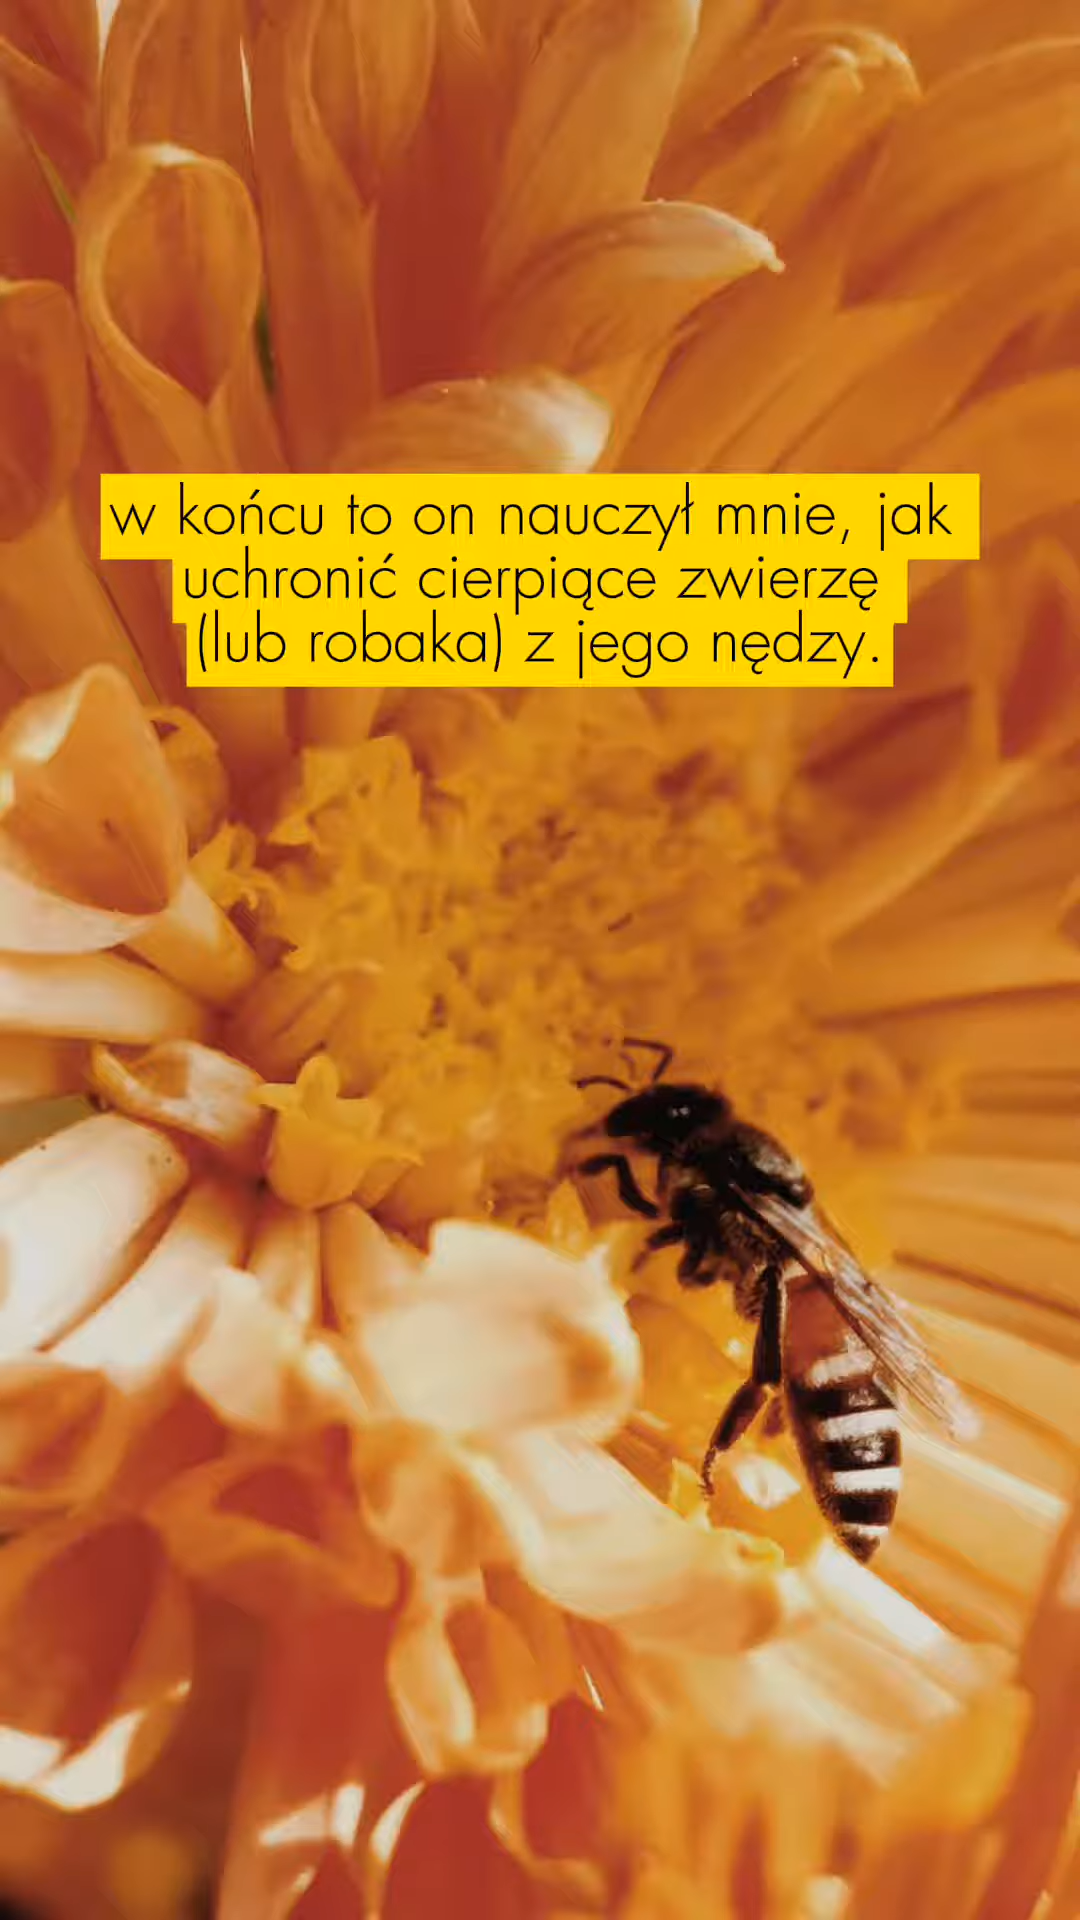 w końcu to on nauczył mnie, jak
uchronić cierpiące zwierzę
(lub robaka) z jego nędzy.